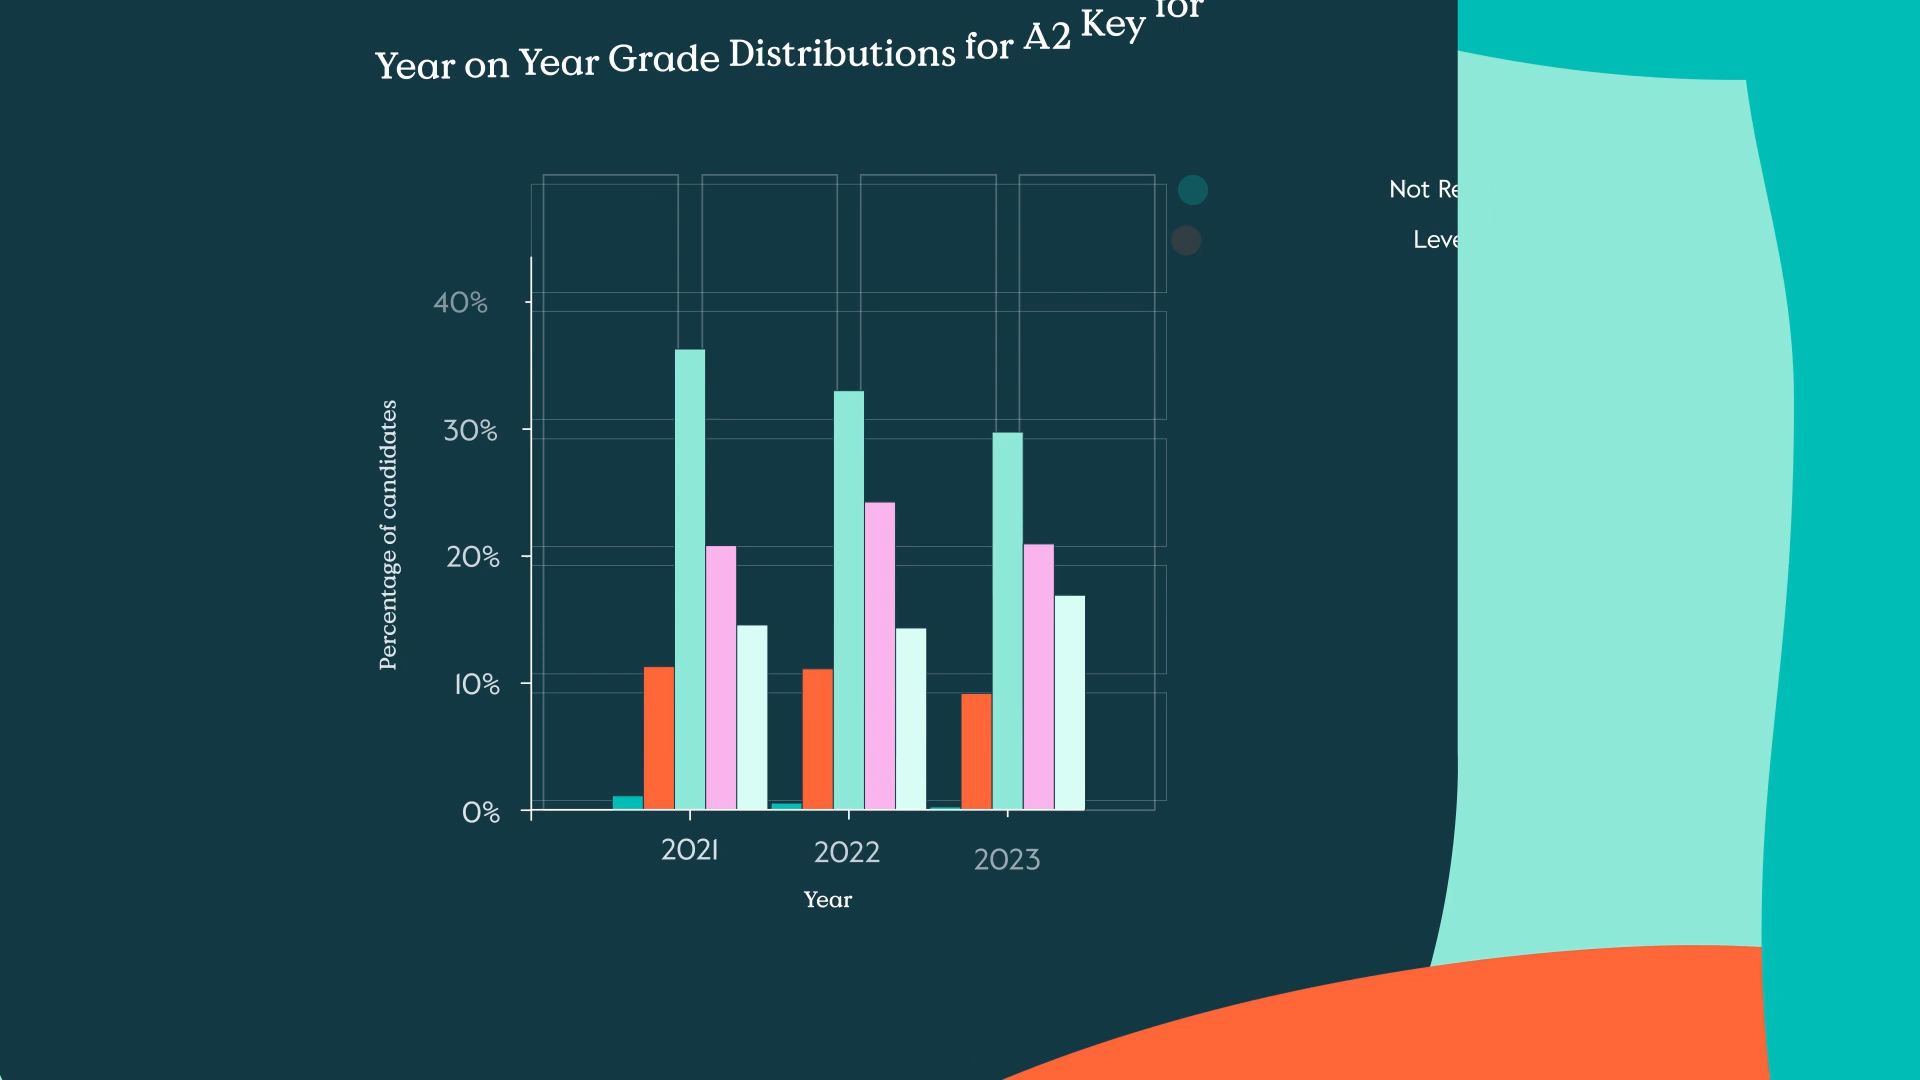 Year on Year Grade Distributions for A2 Key for
Not Re
Leve
40%
30%
20%
10%
0%
Percentage of candidates
2021
2022
2023
Year